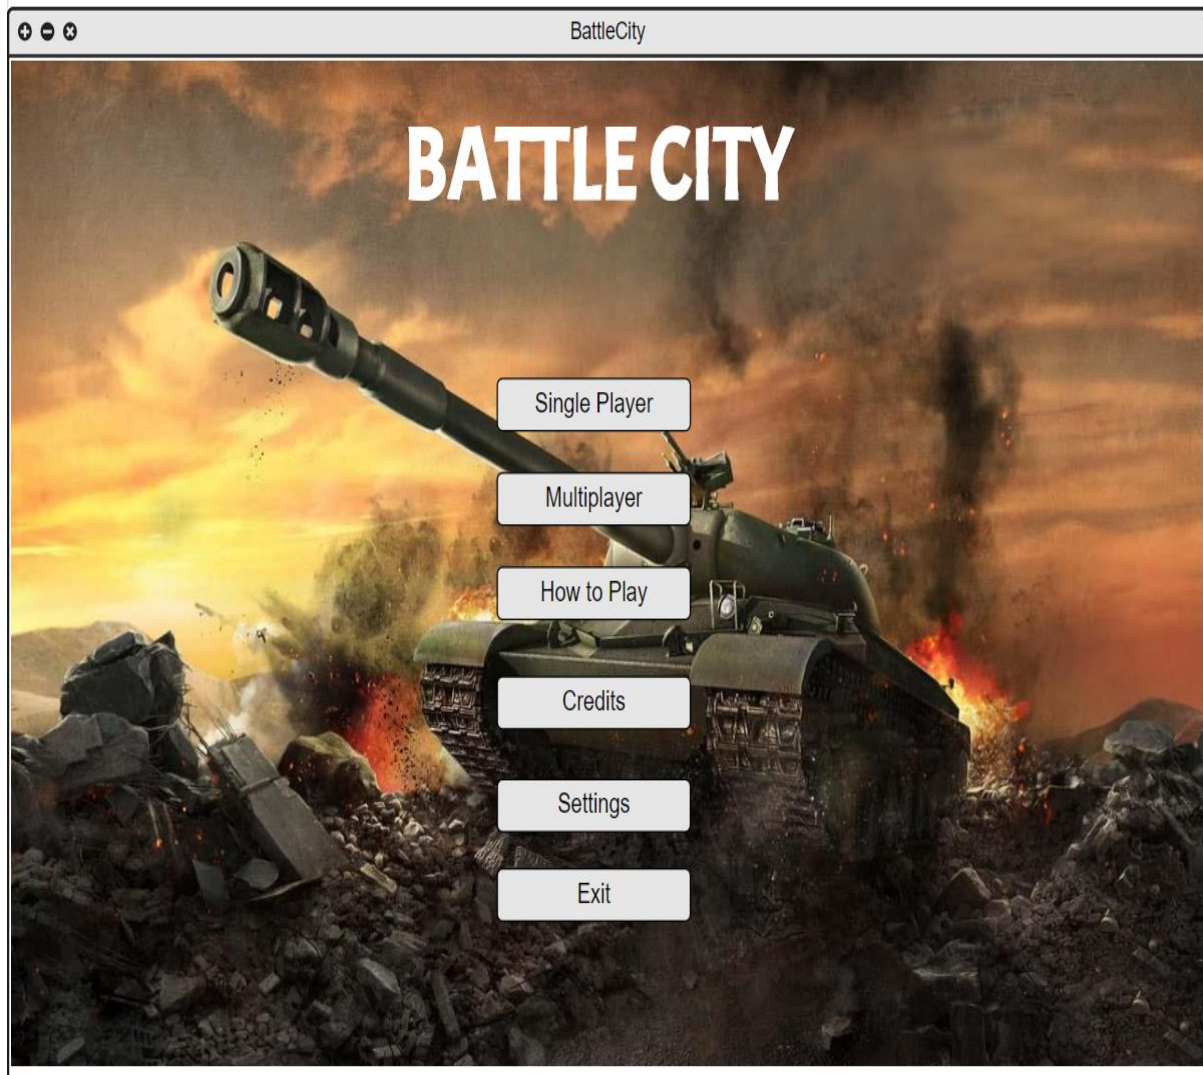 BattleCity
BATTLE CITY
Single Player
Multiplayer
How to Play
Credits
Settings
Exit